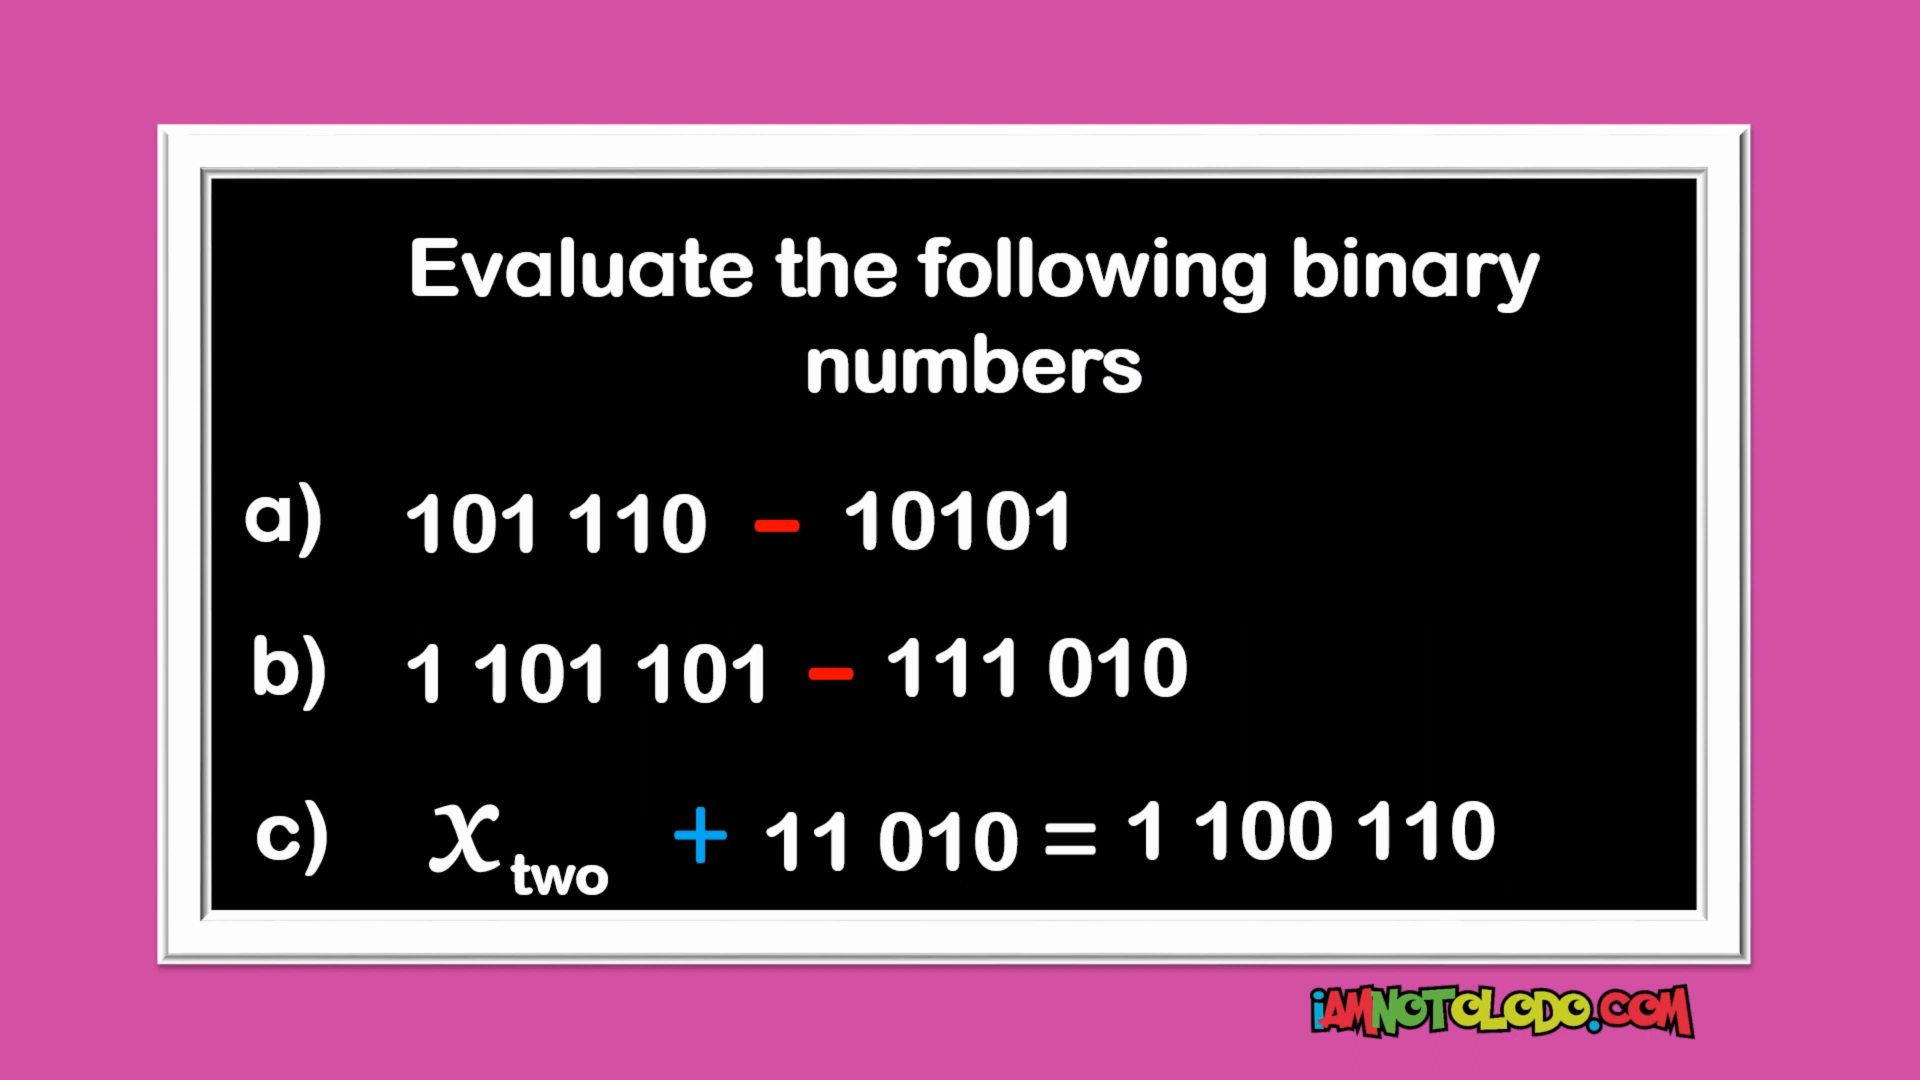 Evaluate the following binary
numbers
a) 101 110 - 10101
b) 1 101 101 - 111 010
c) x two + 11 010 = 1 100 110
iAMNOTOLODO.COM